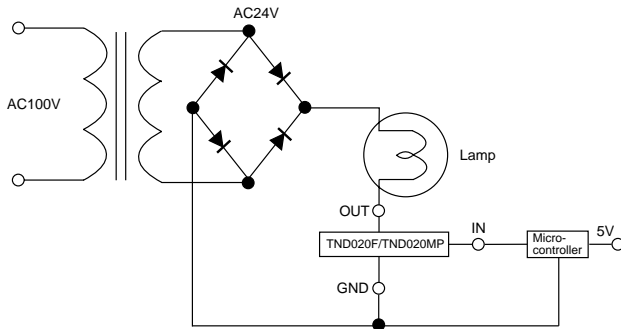 AC24V
AC100V
Lamp
OUT
TND020F/TND020MP
IN
Micro-
controller
5V
GND